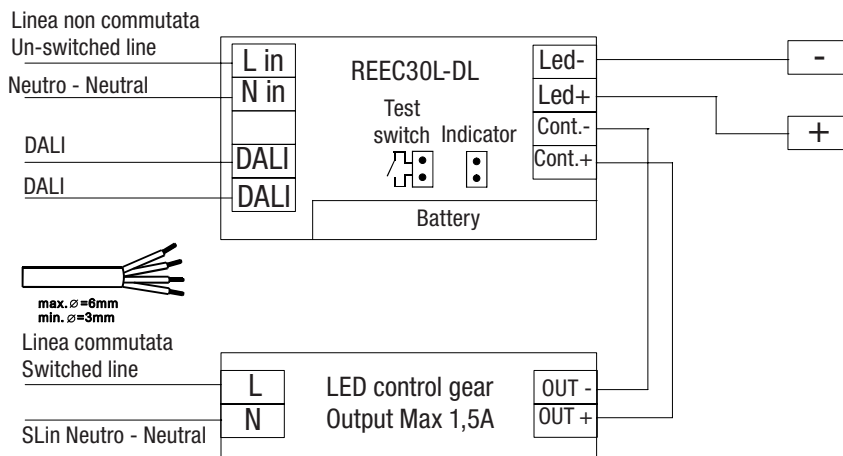 Linea non commutata
Un-switched line
Neutro - Neutral
DALI
DALI
L in
N in
DALI
DALI
REEC30L-DL
Test
switch
Indicator
Battery
Led-
Led+
Cont.-
Cont.+
-
+
max. ⌀=6mm
min. ⌀=3mm
Linea commutata
Switched line
SLin Neutro - Neutral
L
N
LED control gear
Output Max 1,5A
OUT -
OUT +